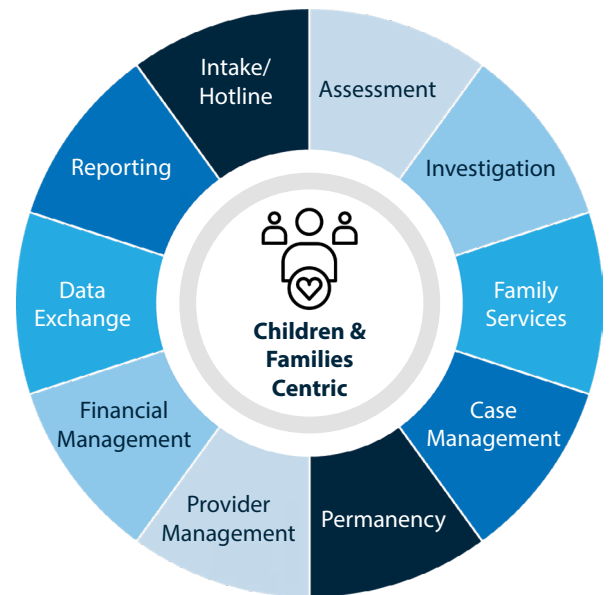 Intake/
Hotline
Assessment
Investigation
Family
Services
Case
Management
Permanency
Provider
Management
Financial
Management
Data
Exchange
Reporting
Children &
Families
Centric